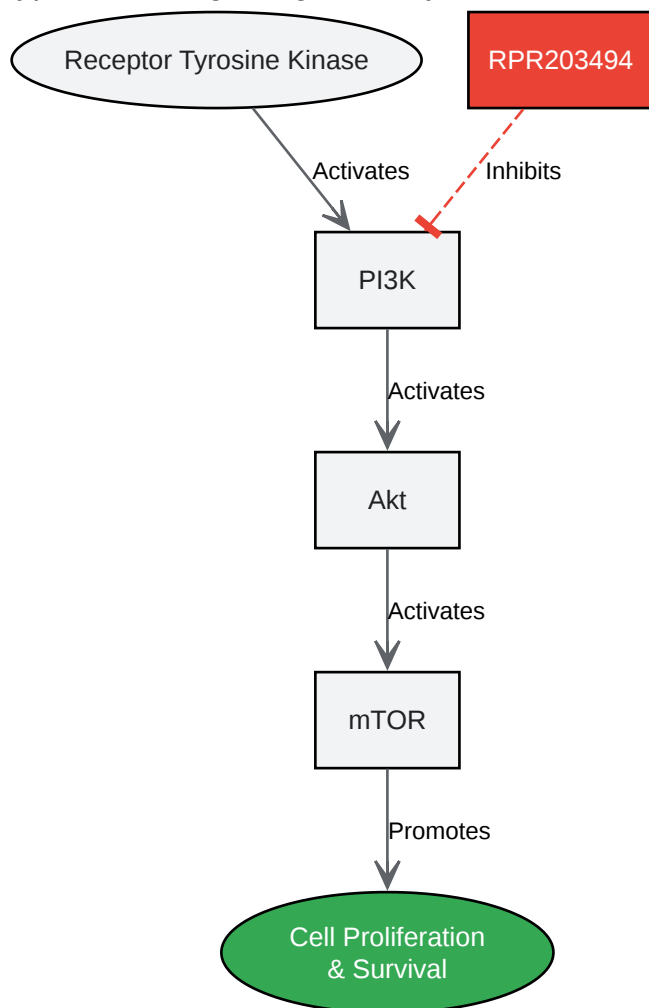 Receptor Tyrosine Kinase
RPR203494
Activates
Inhibits
PI3K
Activates
Akt
Activates
mTOR
Promotes
Cell Proliferation
& Survival